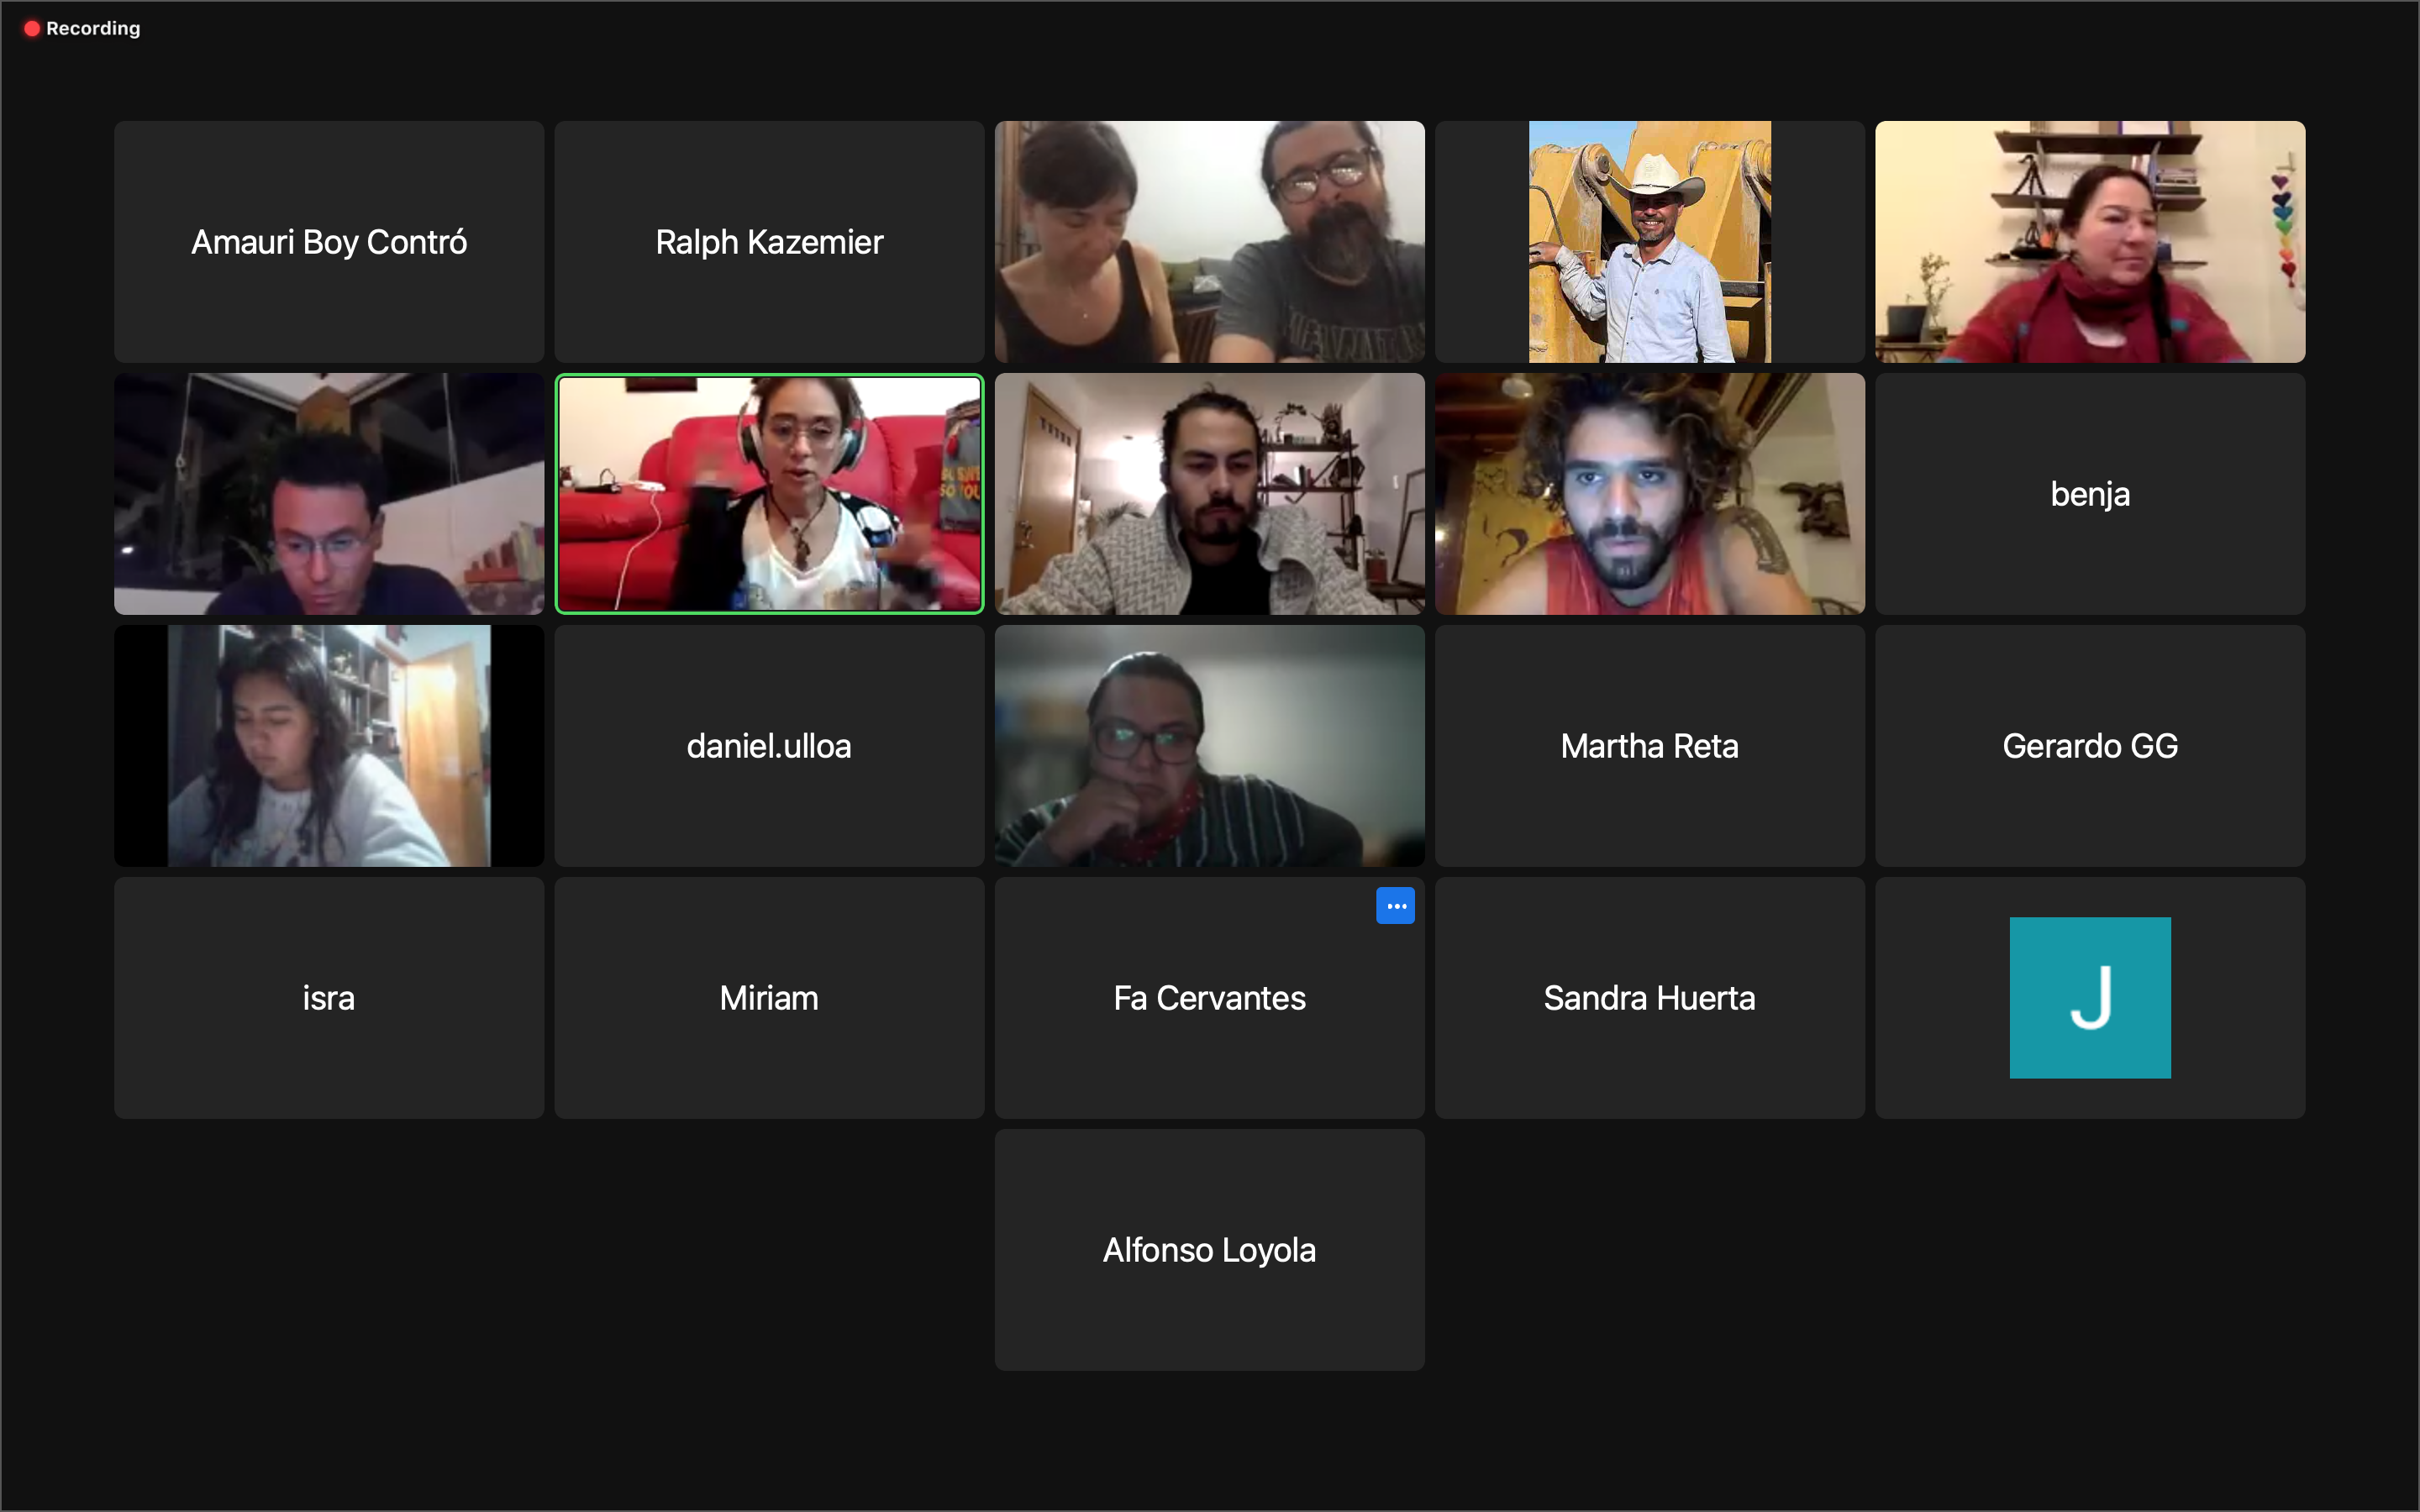 Recording
Amauri Boy Contró
Ralph Kazemier
benja
daniel.ulloa
Martha Reta
Gerardo GG
isra
Miriam
Fa Cervantes
Sandra Huerta
J
Alfonso Loyola